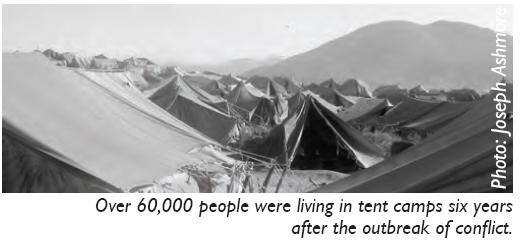 Photo: Joseph Ashmore
Over 60,000 people were living in tent camps six years
after the outbreak of conflict.